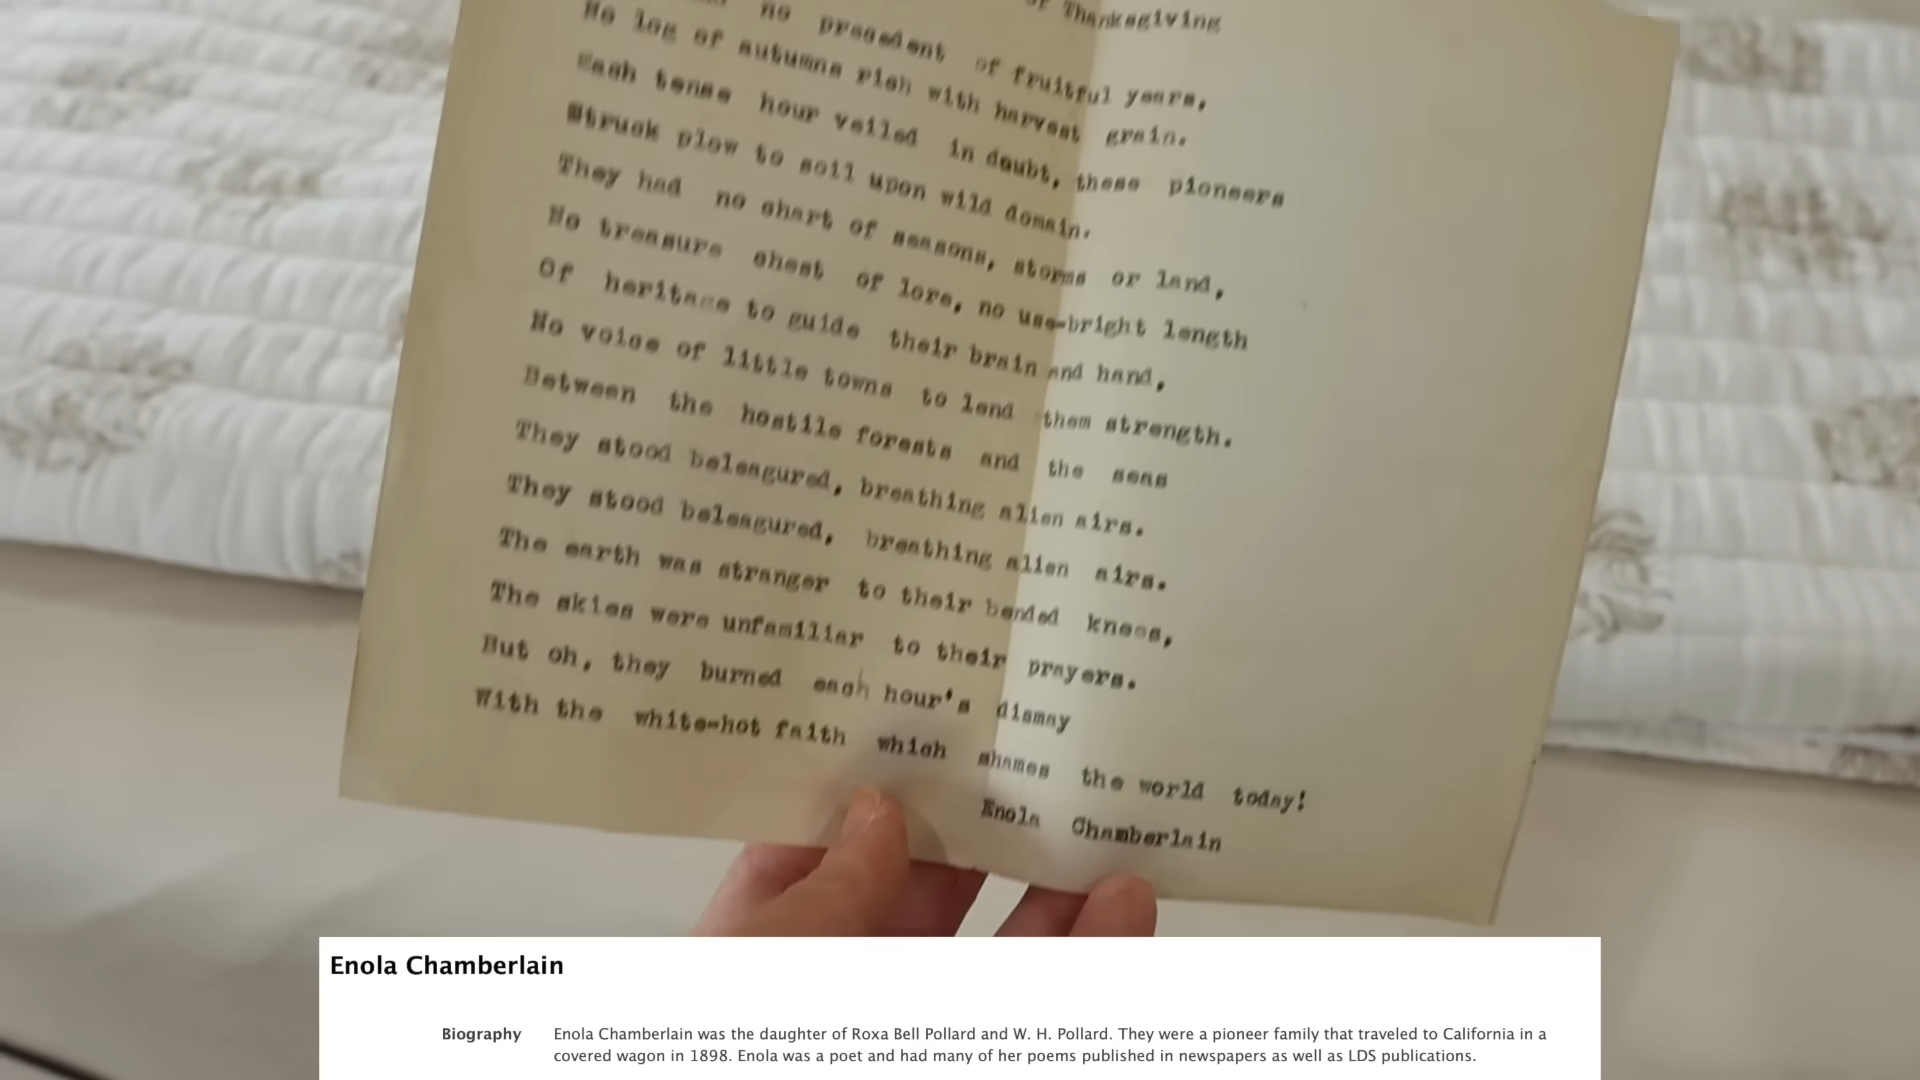 of Thanksgiving
no presedent of fruitful years,
No log of autumns rich with harvest grain.
Each tense hour veiled in doubt, these pioneers
Struck plow to soil upon wild domain.
They had no chart of seasons, storms or land,
No treasure chest of lore, no use-bright length
Of heritage to guide their brain and hand,
No voice of little towns to lend them strength.
Between the hostile forests and the seas
They stood beleagured, breathing alien airs.
They stood beleagured, breathing alien airs.
The earth was stranger to their bended knees,
The skies were unfamiliar to their prayers.
But oh, they burned each hour's dismay
With the white-hot faith which shames the world today!
Enola Chamberlain
Enola Chamberlain
Biography Enola Chamberlain was the daughter of Roxa Bell Pollard and W. H. Pollard. They were a pioneer family that traveled to California in a
covered wagon in 1898. Enola was a poet and had many of her poems published in newspapers as well as LDS publications.